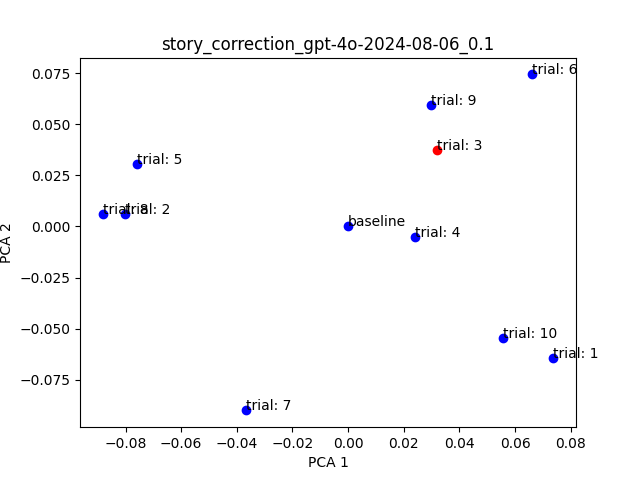 story_correction_gpt-4o-2024-08-06_0.1
0.075
0.050
0.025
0.000
−0.025
−0.050
−0.075
PCA 2
trial: 6
trial: 9
trial: 3
trial: 5
trial: 8
trial: 2
baseline
trial: 4
trial: 10
trial: 1
trial: 7
−0.08 −0.06 −0.04 −0.02 0.00 0.02 0.04 0.06 0.08
PCA 1